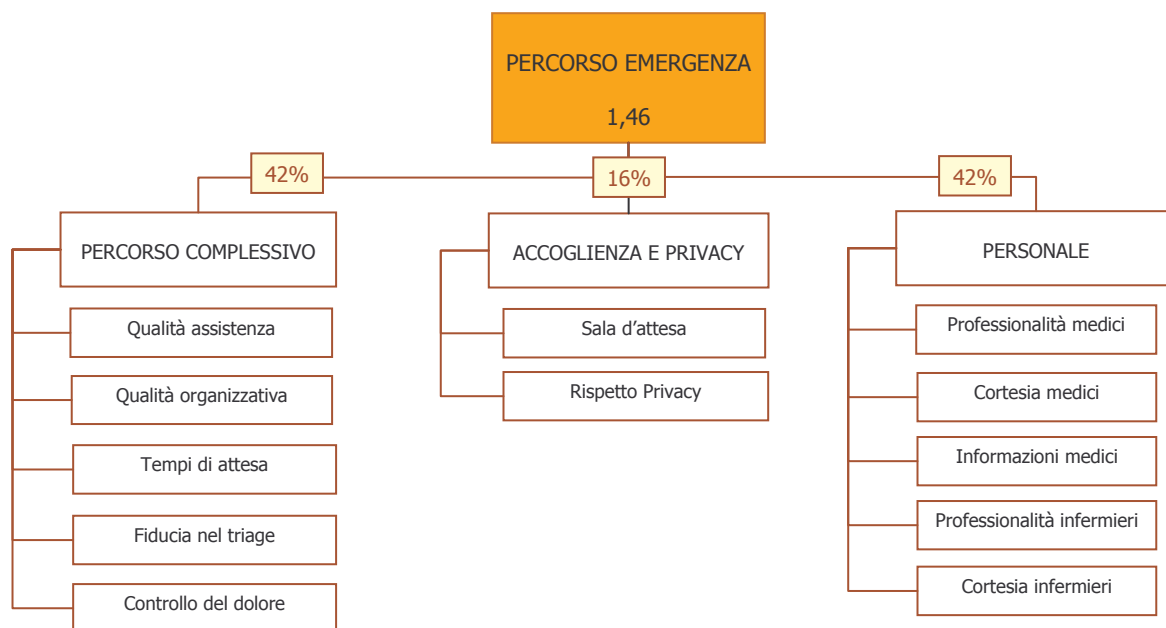 PERCORSO EMERGENZA
1,46
42%
16%
42%
PERCORSO COMPLESSIVO
Qualità assistenza
Qualità organizzativa
Tempi di attesa
Fiducia nel triage
Controllo del dolore
ACCOGLIENZA E PRIVACY
Sala d’attesa
Rispetto Privacy
PERSONALE
Professionalità medici
Cortesia medici
Informazioni medici
Professionalità infermieri
Cortesia infermieri